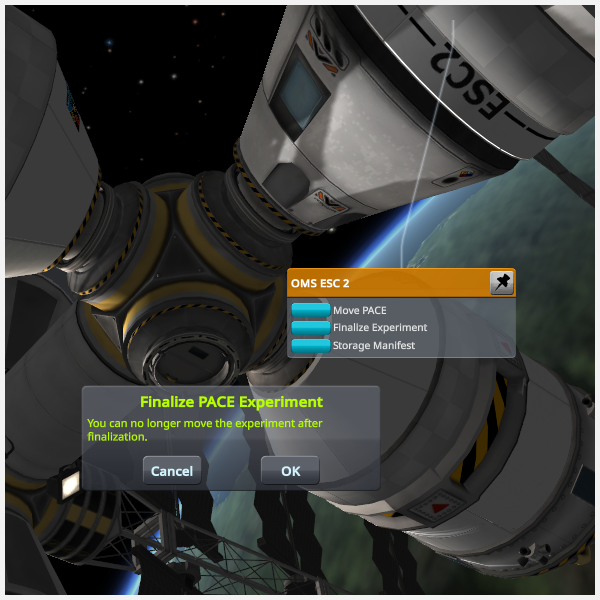 ESC2
OMS ESC 2
Move PACE
Finalize Experiment
Storage Manifest
Finalize PACE Experiment
You can no longer move the experiment after
finalization.
Cancel
OK